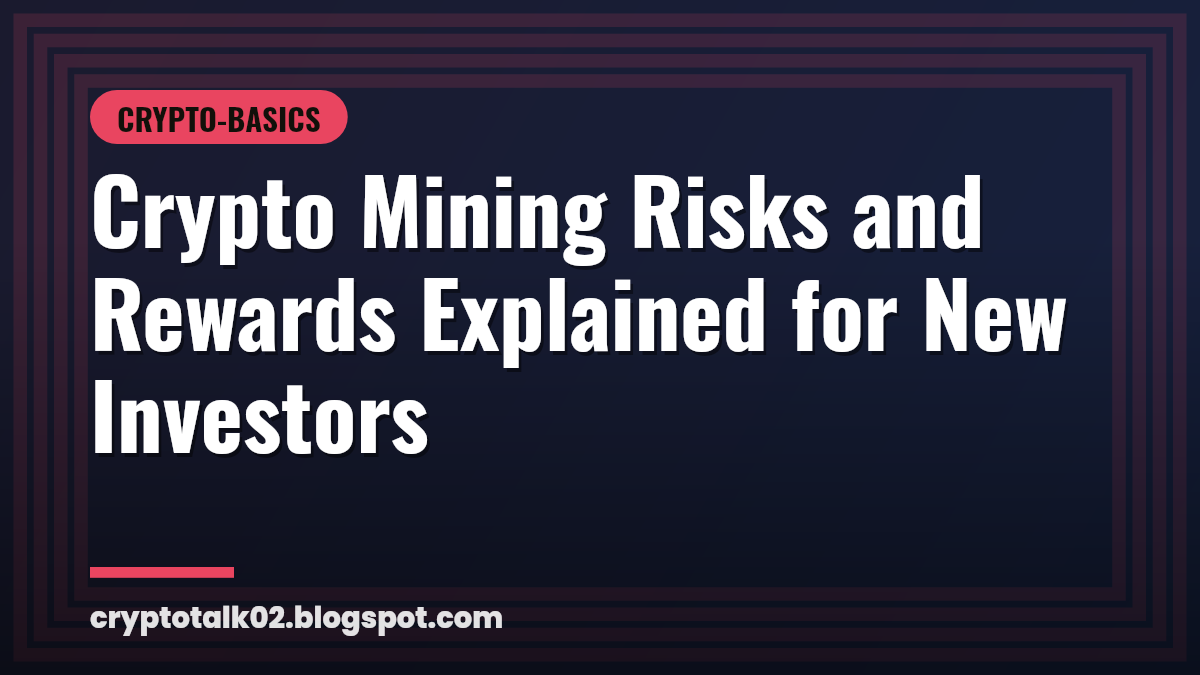 CRYPTO-BASICS
Crypto Mining Risks and
Rewards Explained for New
Investors
cryptotalk02.blogspot.com